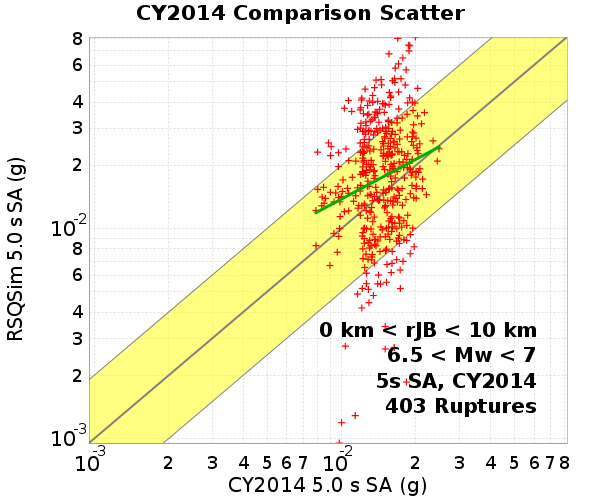 CY2014 Comparison Scatter
8
6
4
3
2
10-2
8
6
4
3
2
10-3
RSQSim 5.0 s SA (g)
0 km < rJB < 10 km
6.5 < Mw < 7
5s SA, CY2014
403 Ruptures
10-3 2 3 4 5 6 7 8 10-2 2 3 4 5 6 7 8
CY2014 5.0 s SA (g)